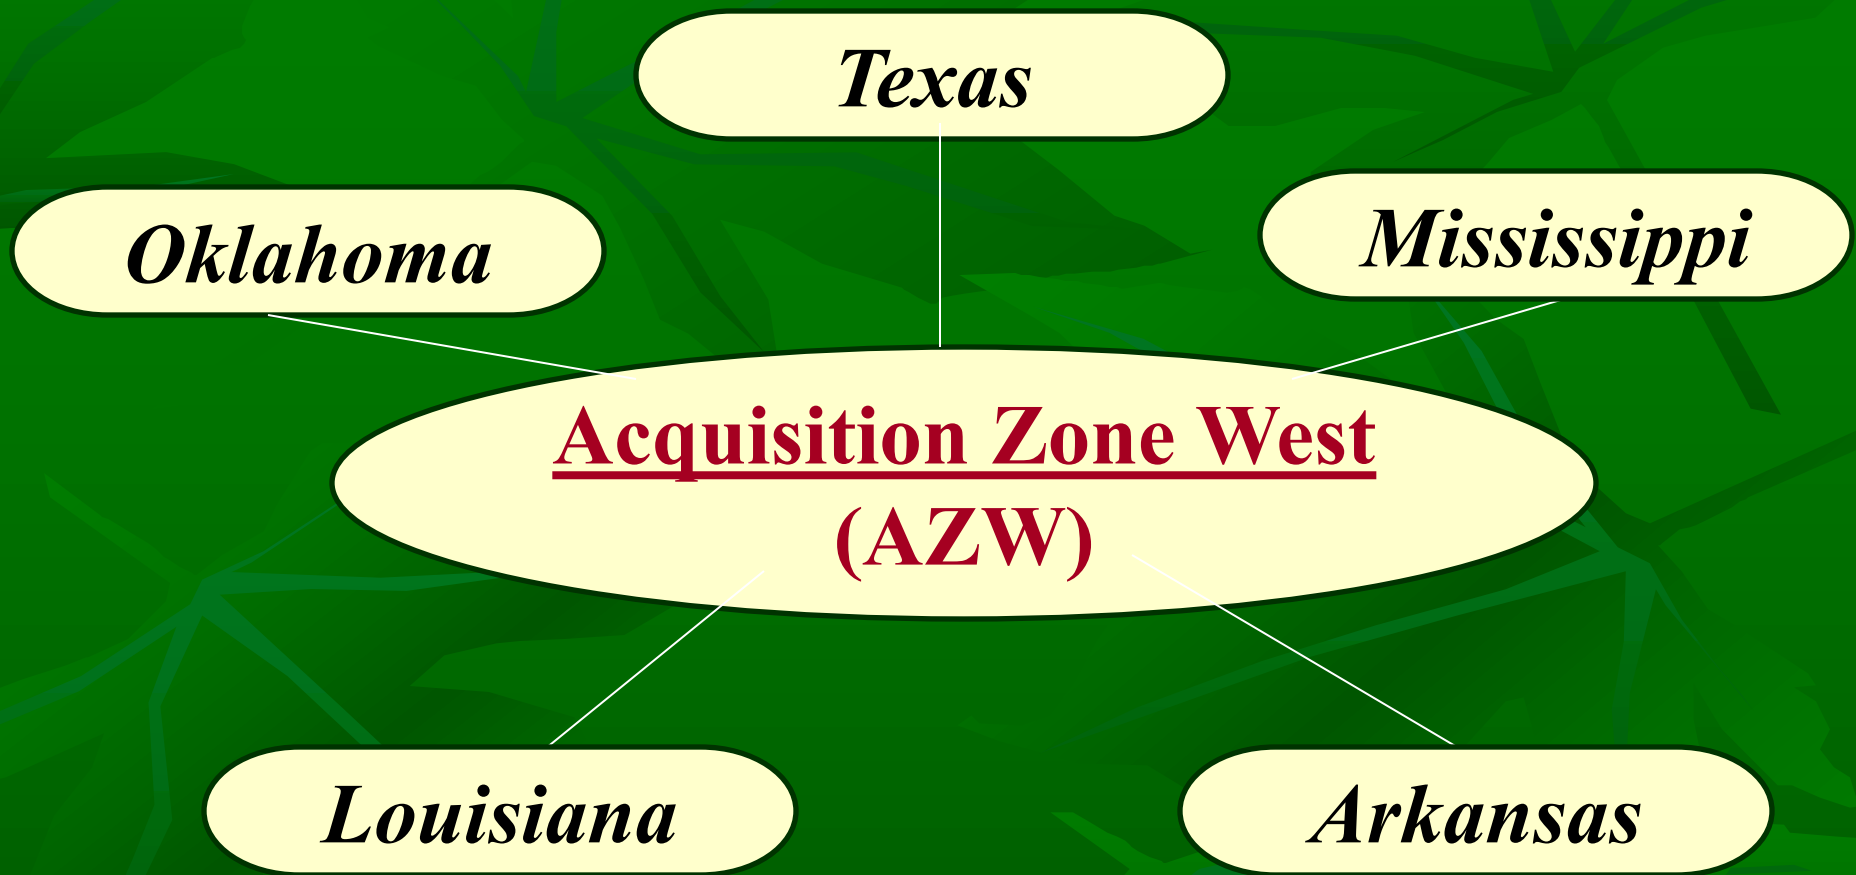 Texas
Oklahoma
Mississippi
Acquisition Zone West
(AZW)
Louisiana
Arkansas